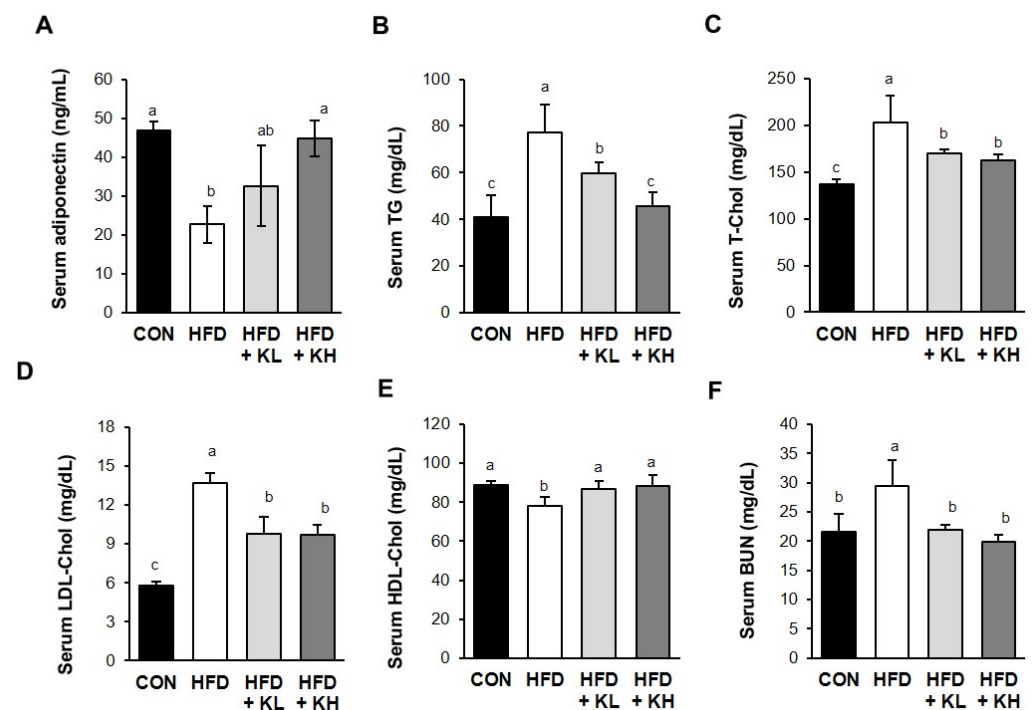 A
Serum adiponectin (ng/mL)
60
50
40
30
20
10
0
a
b
ab
a
CON
HFD
HFD
+ KL
HFD
+ KH
B
Serum TG (mg/dL)
100
80
60
40
20
0
c
a
b
c
CON
HFD
HFD
+ KL
HFD
+ KH
C
Serum T-Chol (mg/dL)
250
200
150
100
50
0
c
a
b
b
CON
HFD
HFD
+ KL
HFD
+ KH
D
Serum LDL-Chol (mg/dL)
18
15
12
9
6
3
0
c
a
b
b
CON
HFD
HFD
+ KL
HFD
+ KH
E
Serum HDL-Chol (mg/dL)
120
100
80
60
40
20
0
a
b
a
a
CON
HFD
HFD
+ KL
HFD
+ KH
F
Serum BUN (mg/dL)
40
35
30
25
20
15
10
5
0
b
a
b
b
CON
HFD
HFD
+ KL
HFD
+ KH